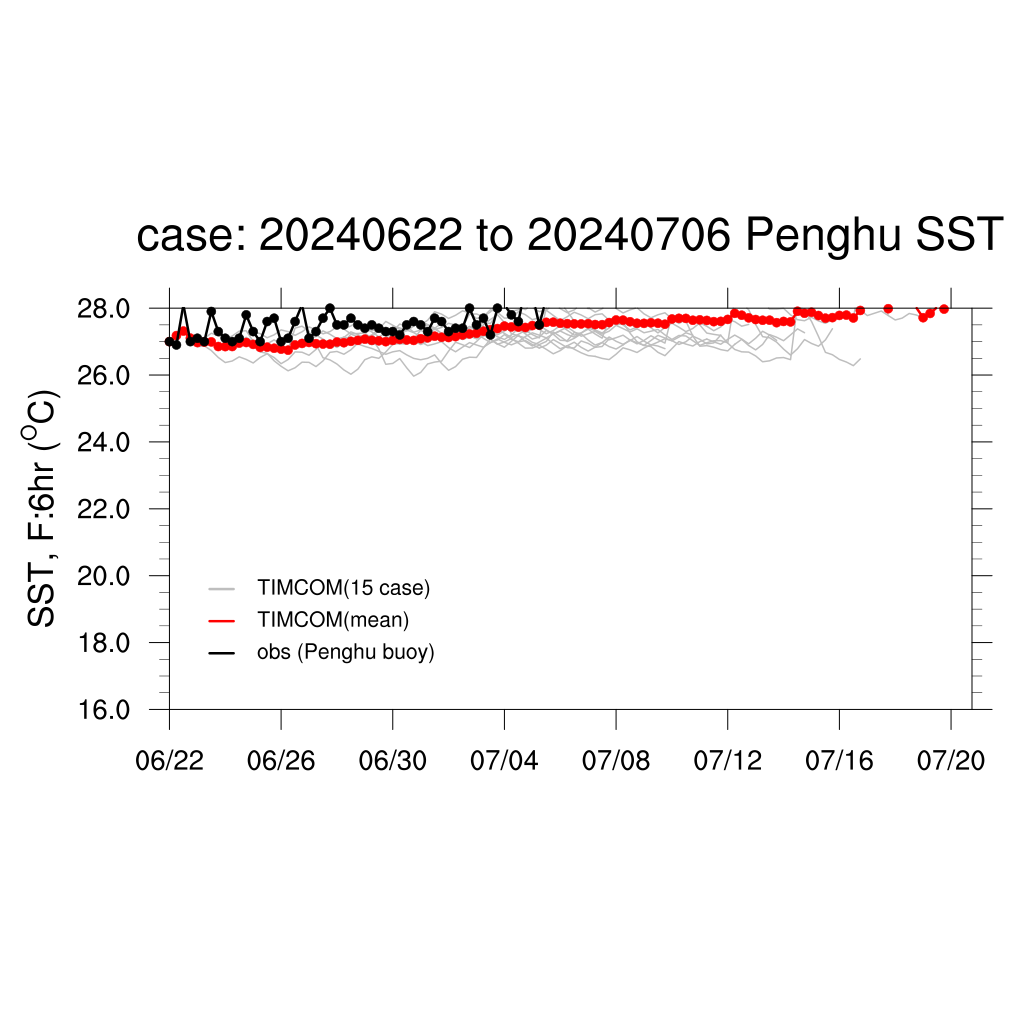 case: 20240622 to 20240706 Penghu SST
SST, F:6hr (°C)
28.0
26.0
24.0
22.0
20.0
18.0
16.0
TIMCOM(15 case)
TIMCOM(mean)
obs (Penghu buoy)
06/22 06/26 06/30 07/04 07/08 07/12 07/16 07/20